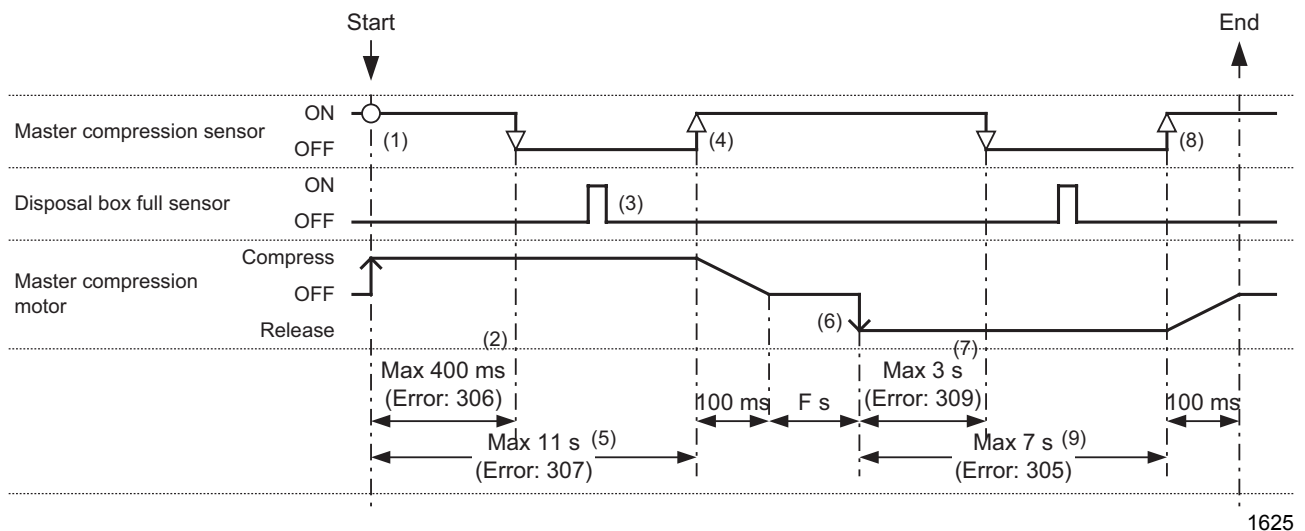 Start End
Master compression sensor
ON
OFF
(1) (4) (8)
Disposal box full sensor
ON
OFF
(3)
Master compression
motor
Compress
OFF
Release
(2) (6) (7)
Max 400 ms
(Error: 306)
100 ms F s
Max 3 s
(Error: 309)
100 ms
Max 11 s (5)
(Error: 307)
Max 7 s (9)
(Error: 305)
1625